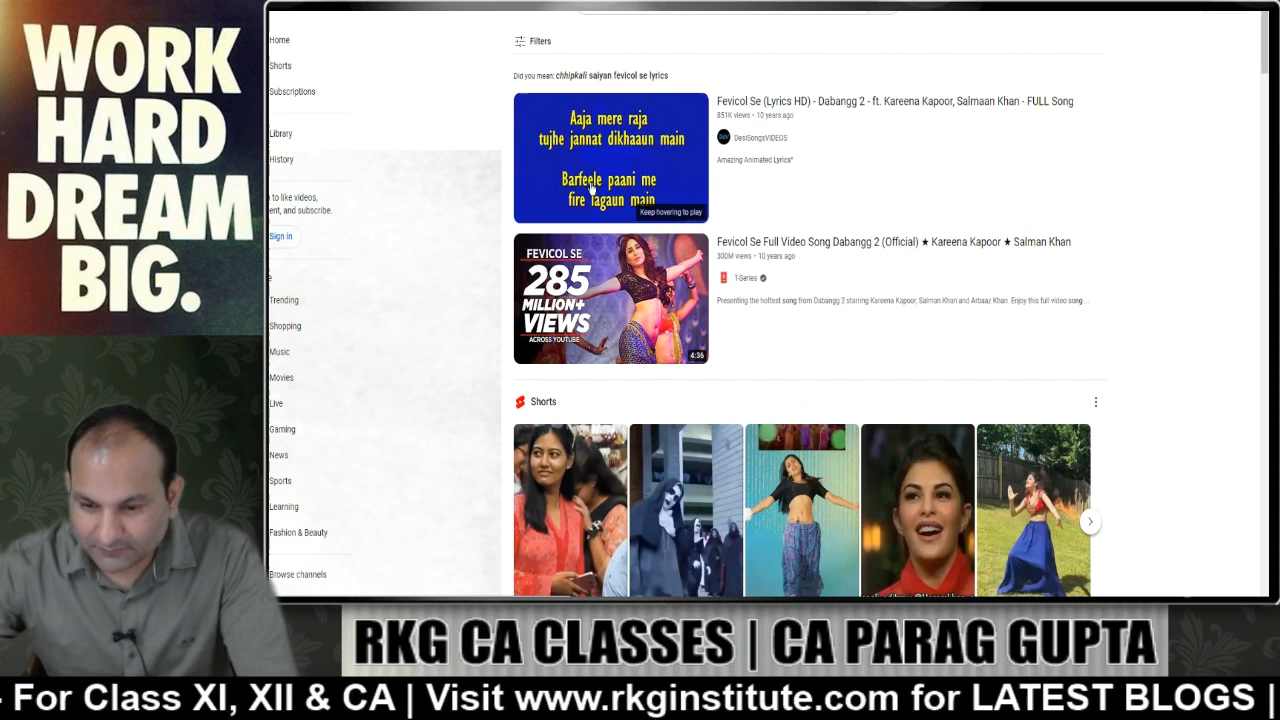 WORK
HARD
DREAM
BIG.
Home
Shorts
Subscriptions
Library
History
to like videos,
ent, and subscribe.
Sign in
e
Trending
Shopping
Music
Movies
Live
Gaming
News
Sports
Learning
Fashion & Beauty
Browse channels
Filters
Did you mean: chhipkali saiyan fevicol se lyrics
Aaja mere raja
tujhe jannat dikhaaun main
Barfeele paani me
fire lagaun main
Keep hovering to play
Fevicol Se (Lyrics HD) - Dabangg 2 - ft. Kareena Kapoor, Salmaan Khan - FULL Song
851K views • 10 years ago
DesiSongsVIDEOS
Amazing Animated Lyrics*
FEVICOL SE
285
MILLION+
VIEWS
ACROSS YOUTUBE
4:36
Fevicol Se Full Video Song Dabangg 2 (Official) ★ Kareena Kapoor ★ Salman Khan
300M views • 10 years ago
T-Series
Presenting the hottest song from Dabangg 2 starring Kareena Kapoor, Salman Khan and Arbaaz Khan. Enjoy this full video song ...
Shorts
RKG CA CLASSES | CA PARAG GUPTA
- For Class XI, XII & CA | Visit www.rkginstitute.com for LATEST BLOGS |